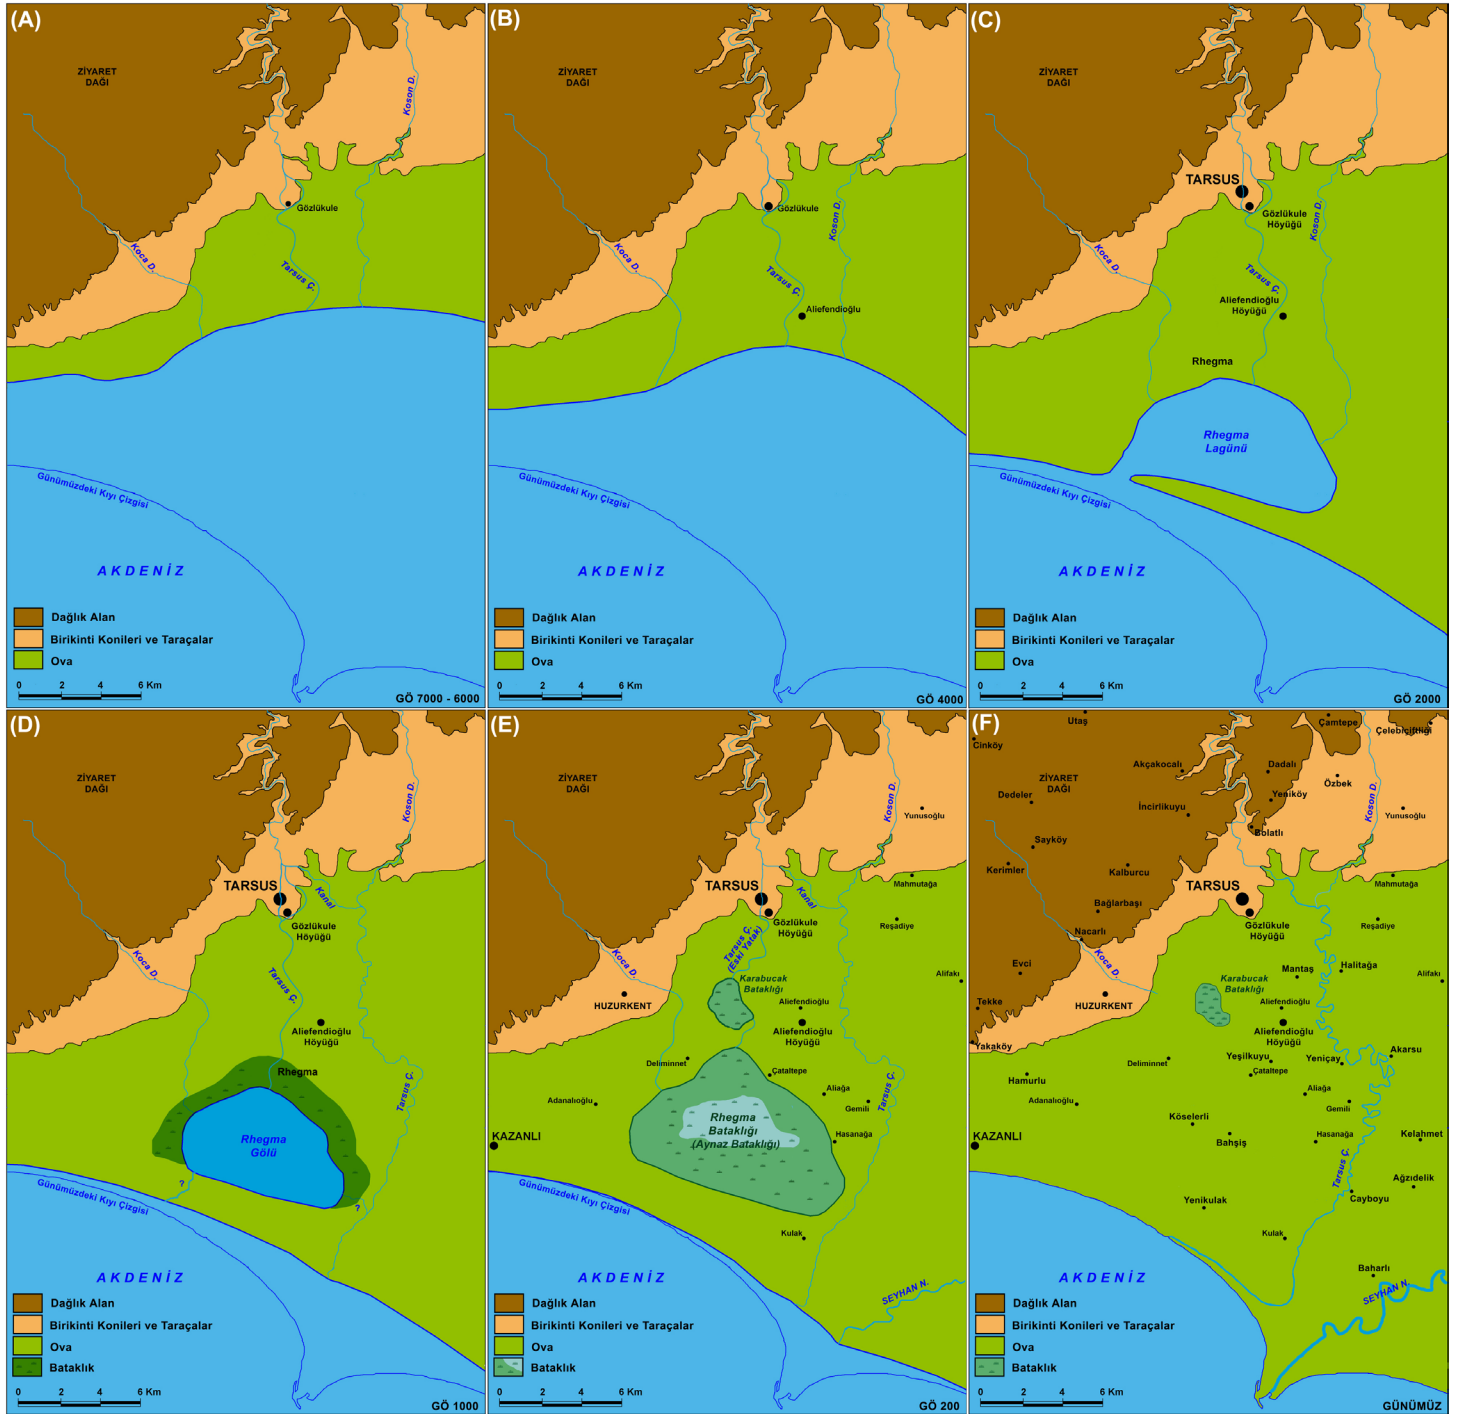 (A)
ZİYARET
DAĞI
Koson D.
Gözlükule
Koca D.
Tarsus Ç.
Günümüzdeki Kıyı Çizgisi
AKDENİZ
Dağlık Alan
Birikinti Konileri ve Taraçalar
Ova
0 2 4 6 Km
GÖ 7000 - 6000
(B)
ZİYARET
DAĞI
Gözlükule
Koson D.
Koca D.
Tarsus Ç.
Aliefendioğlu
Günümüzdeki Kıyı Çizgisi
AKDENİZ
Dağlık Alan
Birikinti Konileri ve Taraçalar
Ova
0 2 4 6 Km
GÖ 4000
(C)
ZİYARET
DAĞI
TARSUS
Gözlükule
Höyüğü
Koson D.
Koca D.
Tarsus Ç.
Aliefendioğlu
Höyüğü
Rhegma
Rhegma
Lagünü
Günümüzdeki Kıyı Çizgisi
AKDENİZ
Dağlık Alan
Birikinti Konileri ve Taraçalar
Ova
0 2 4 6 Km
GÖ 2000
(D)
ZİYARET
DAĞI
Koson D.
TARSUS
Kanal
Gözlükule
Höyüğü
Koca D.
Tarsus Ç.
Aliefendioğlu
Höyüğü
Rhegma
Tarsus Ç.
Rhegma
Gölü
?
?
Günümüzdeki Kıyı Çizgisi
AKDENİZ
Dağlık Alan
Birikinti Konileri ve Taraçalar
Ova
Bataklık
0 2 4 6 Km
GÖ 1000
(E)
ZİYARET
DAĞI
Koson D.
Yunusoğlu
TARSUS
Kanal
Mahmutağa
Gözlükule
Höyüğü
Reşadiye
Tarsus Ç.
(Eski Yatak)
Koca D.
Karabucak
Bataklığı
Alifakı
HUZURKENT
Aliefendioğlu
Aliefendioğlu
Höyüğü
Deliminnet
Çataltepe
Aliağa
Adanalıoğlu
Gemili
Tarsus Ç.
Rhegma
Bataklığı
(Aynaz Bataklığı)
KAZANLI
Hasanağa
Günümüzdeki Kıyı Çizgisi
Kulak
AKDENİZ
SEYHAN N.
Dağlık Alan
Birikinti Konileri ve Taraçalar
Ova
Bataklık
0 2 4 6 Km
GÖ 200
(F)
Utaş
Çamtepe
Çelebiçiftliği
Cinköy
Akçakocalı
Dadalı
ZİYARET
DAĞI
Özbek
Dedeler
Yeniköy
Koson D.
İncirlikuyu
Yunusoğlu
Bolatlı
Sayköy
Kerimler
Kalburcu
TARSUS
Mahmutağa
Bağlarbaşı
Gözlükule
Höyüğü
Reşadiye
Nacarlı
Evci
Koca D.
Mantaş
Halitağa
Karabucak
Bataklığı
Alifakı
Tekke
HUZURKENT
Aliefendioğlu
Aliefendioğlu
Höyüğü
Yakaköy
Akarsu
Deliminnet
Yeşilkuyu
Yeniçay
Çataltepe
Hamurlu
Aliağa
Adanalıoğlu
Gemili
Köselerli
KAZANLI
Bahşiş
Hasanağa
Kelahmet
Tarsus Ç.
Ağzıdelik
Yenikulak
Cayboyu
Kulak
Baharlı
AKDENİZ
SEYHAN N.
Dağlık Alan
Birikinti Konileri ve Taraçalar
Ova
Bataklık
0 2 4 6 Km
GÜNÜMÜZ